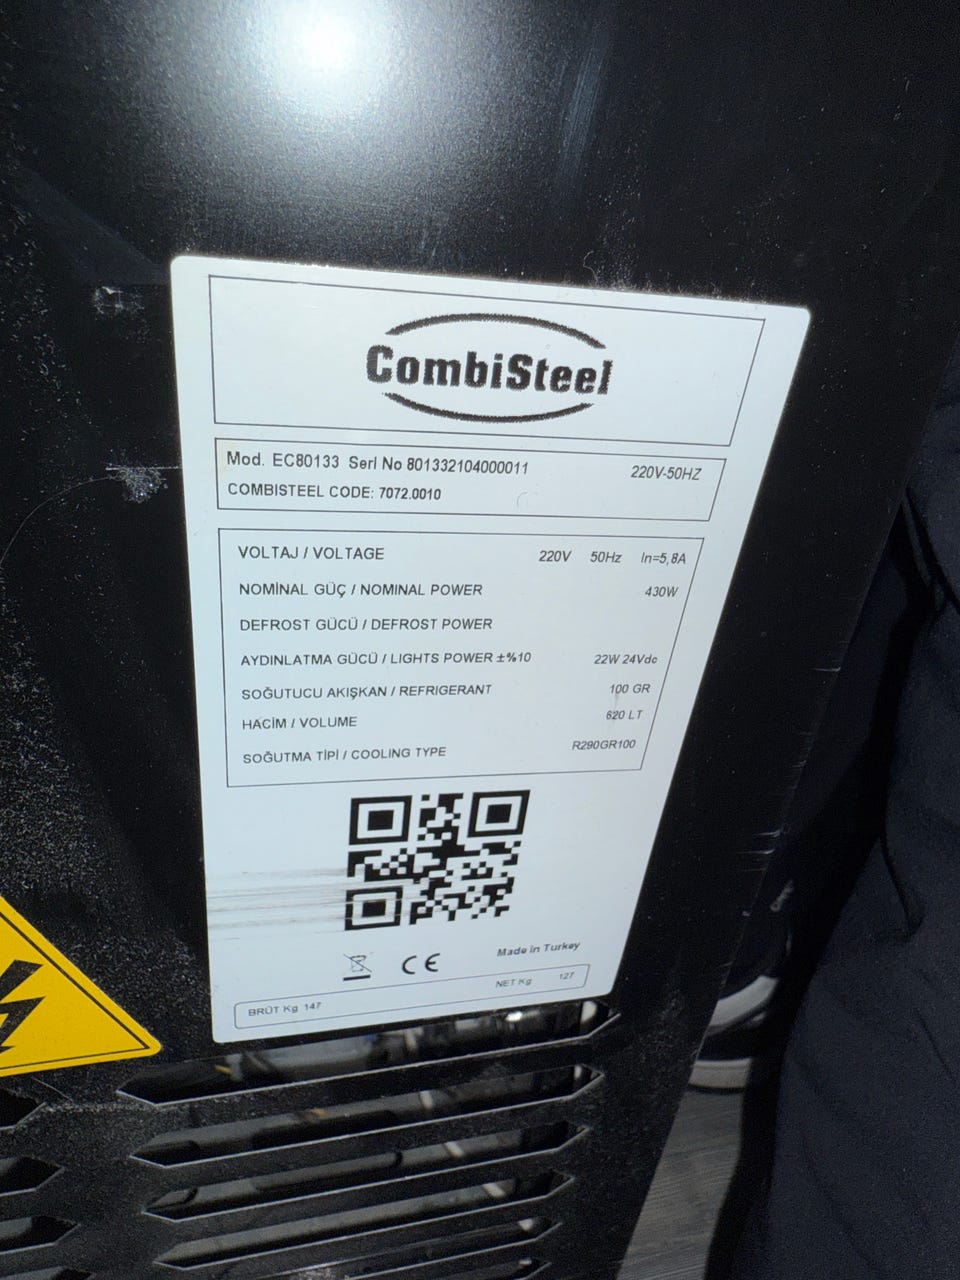 CombiSteel
Mod. EC80133 Serl No 801332104000011 220V-50HZ
COMBISTEEL CODE: 7072.0010
VOLTAJ / VOLTAGE 220V 50Hz In=5,8A
NOMİNAL GÜÇ / NOMINAL POWER 430W
DEFROST GÜCÜ / DEFROST POWER
AYDINLATMA GÜCÜ / LIGHTS POWER ±%10 22W 24Vdc
SOĞUTUCU AKIŞKAN / REFRIGERANT 100 GR
HACİM / VOLUME 620 LT
SOĞUTMA TİPİ / COOLING TYPE R290GR100
CE Made in Turkey
BRÜT Kg 147 NET Kg 127